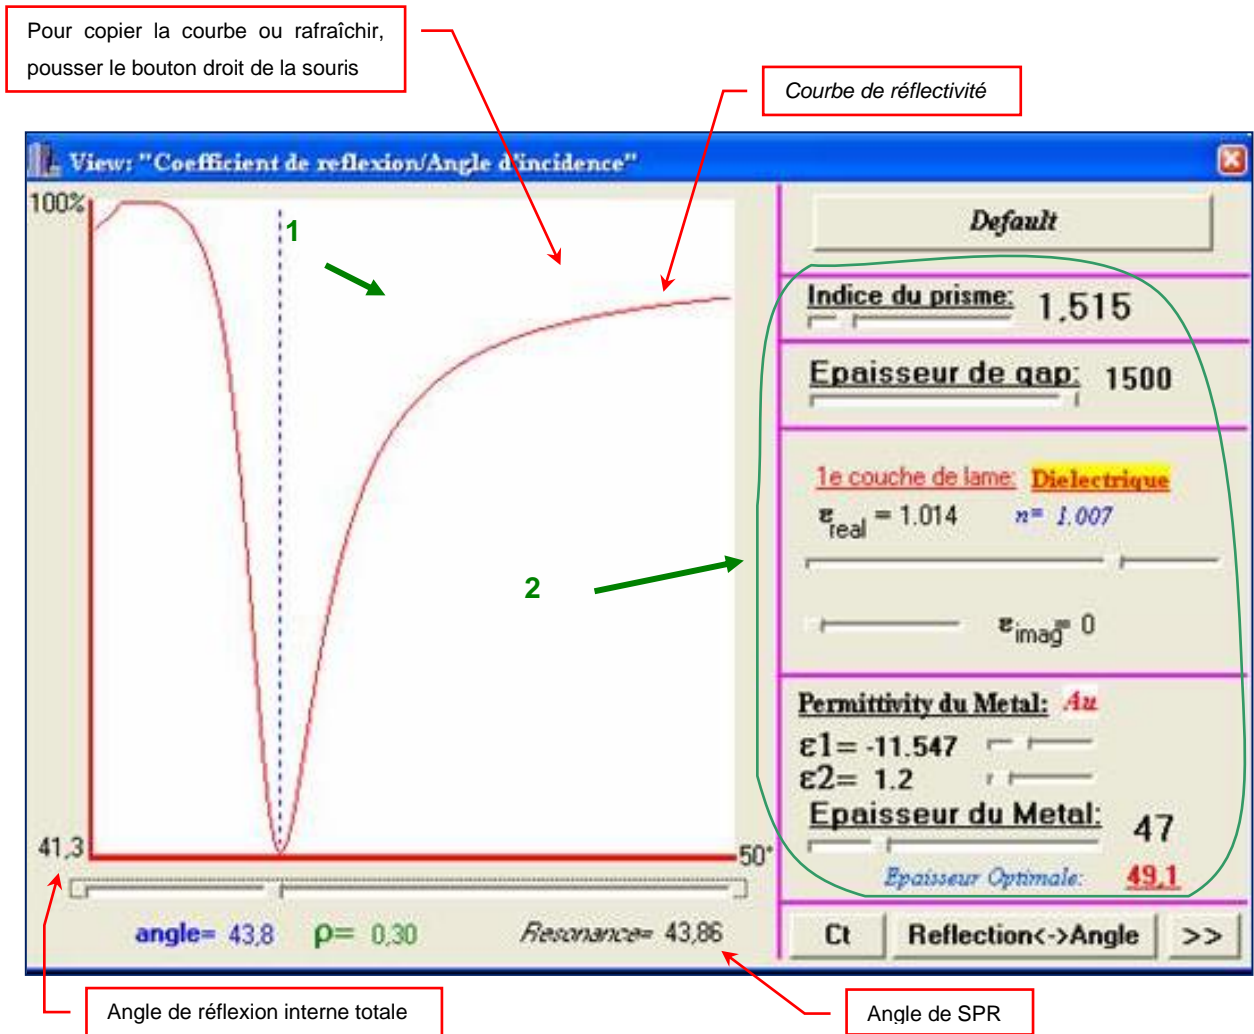 Pour copier la courbe ou rafraîchir,
pousser le bouton droit de la souris
Courbe de réflectivité
View: "Coefficient de reflexion/Angle d'incidence"
100%
1
2
41,3
50°
angle= 43,8 ρ= 0,30 Resonance= 43,86
Default
Indice du prisme: 1,515
Epaisseur de gap: 1500
1e couche de lame: Dielectrique
εreal = 1.014 n= 1.007
εimag= 0
Permittivity du Metal: Au
ε1= -11.547
ε2= 1.2
Epaisseur du Metal: 47
Epaisseur Optimale: 49,1
Ct Reflection<->Angle >>
Angle de réflexion interne totale
Angle de SPR